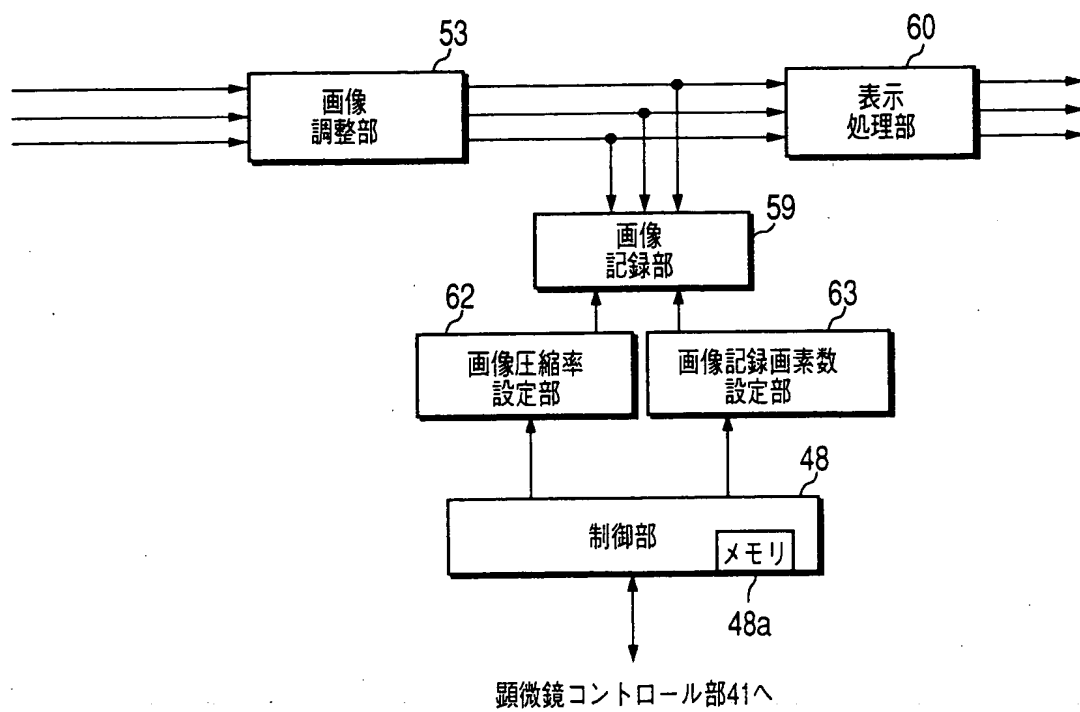 53
画像
調整部
60
表示
処理部
59
画像
記録部
62
画像圧縮率
設定部
63
画像記録画素数
設定部
48
制御部
メモリ
48a
顕微鏡コントロール部41へ